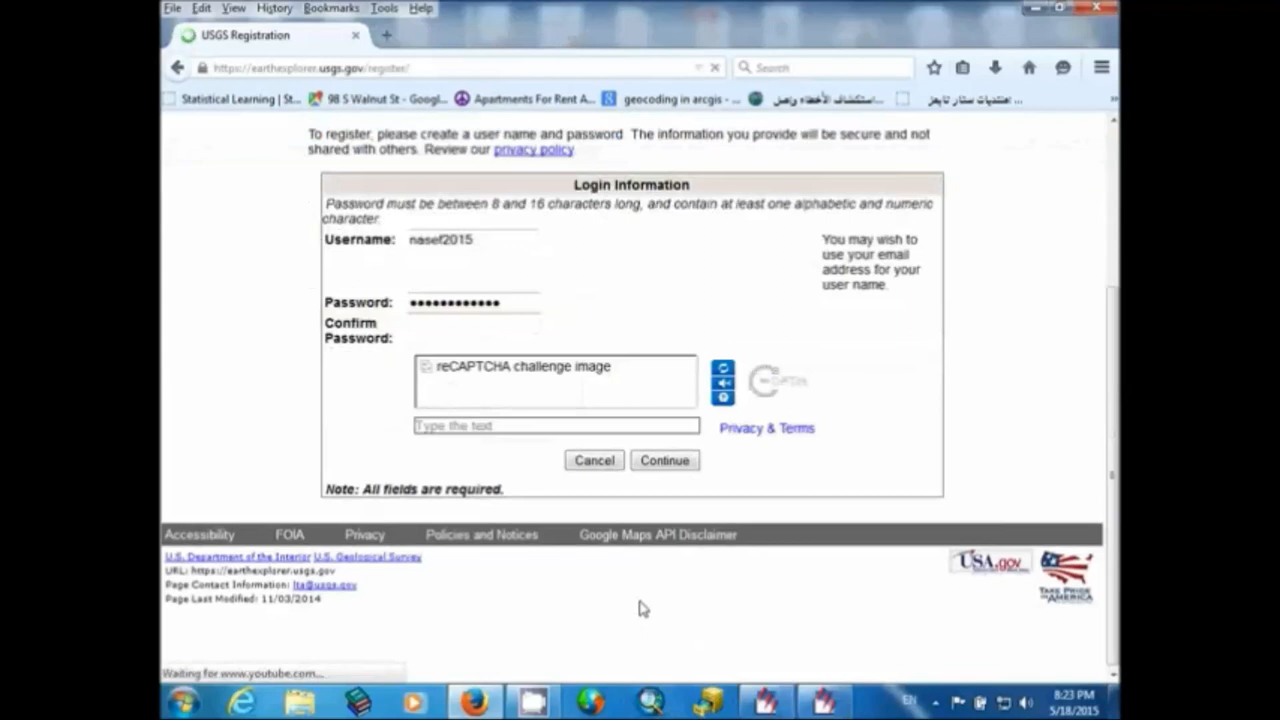 File Edit View History Bookmarks Tools Help
USGS Registration
https://earthexplorer.usgs.gov/register/
Search
Statistical Learning | St...
98 S Walnut St - Googl...
Apartments For Rent A...
geocoding in arcgis - ...
استكشاف الأخطاء وإصل...
منتديات ستار تايمز ...
To register, please create a user name and password. The information you provide will be secure and not
shared with others. Review our privacy policy.
Login Information
Password must be between 8 and 16 characters long, and contain at least one alphabetic and numeric
character.
Username: nasef2015
You may wish to
use your email
address for your
user name.
Password: ••••••••••••
Confirm
Password:
reCAPTCHA challenge image
Type the text
Privacy & Terms
Cancel Continue
Note: All fields are required.
Accessibility FOIA Privacy Policies and Notices Google Maps API Disclaimer
U.S. Department of the Interior U.S. Geological Survey
URL: https://earthexplorer.usgs.gov
Page Contact Information: lta@usgs.gov
Page Last Modified: 11/03/2014
USA.gov
TAKE PRIDE
IN AMERICA
Waiting for www.youtube.com...
EN
8:23 PM
5/18/2015